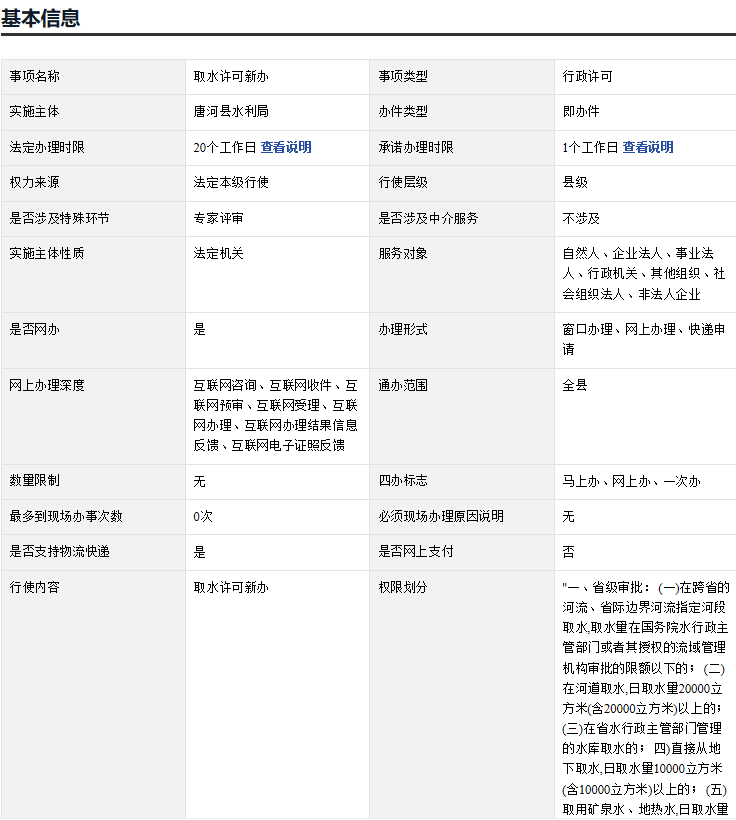 基本信息
事项名称 取水许可新办 事项类型 行政许可
实施主体 唐河县水利局 办件类型 即办件
法定办理时限 20个工作日 查看说明 承诺办理时限 1个工作日 查看说明
权力来源 法定本级行使 行使层级 县级
是否涉及特殊环节 专家评审 是否涉及中介服务 不涉及
实施主体性质 法定机关 服务对象 自然人、企业法人、事业法
人、行政机关、其他组织、社
会组织法人、非法人企业
是否网办 是 办理形式 窗口办理、网上办理、快递申
请
网上办理深度 互联网咨询、互联网收件、互 通办范围 全县
联网预审、互联网受理、互联
网办理、互联网办理结果信息
反馈、互联网电子证照反馈
数量限制 无 四办标志 马上办、网上办、一次办
最多到现场办事次数 0次 必须现场办理原因说明 无
是否支持物流快递 是 是否网上支付 否
行使内容 取水许可新办 权限划分 "一、省级审批： (一)在跨省的
河流、省际边界河流指定河段
取水,取水量在国务院水行政主
管部门或者其授权的流域管理
机构审批的限额以下的； (二)
在河道取水,日取水量20000立
方米(含20000立方米)以上的；
(三)在省水行政主管部门管理
的水库取水的； 四)直接从地
下取水,日取水量10000立方米
(含10000立方米)以上的； (五)
取用矿泉水、地热水,日取水量